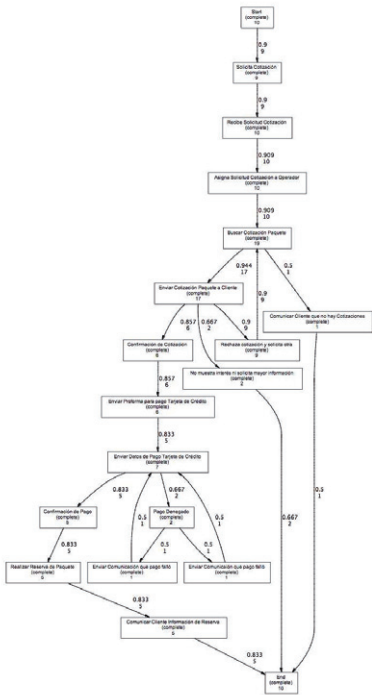 Start
(complete)
10
0.9
9
Solicita Cotización
(complete)
9
0.9
9
Recibe Solicitud Cotización
(complete)
10
0.909
10
Asigna Solicitud Cotización a Operador
(complete)
10
0.909
10
Buscar Cotización Paquete
(complete)
19
0.944
17
0.9
9
0.5
1
Enviar Cotización Paquete a Cliente
(complete)
17
Comunicar Cliente que no hay Cotizaciones
(complete)
1
0.857
6
0.667
2
0.9
9
Confirmación de Cotización
(complete)
Rechaza cotización y solicita otra
(complete)
9
No muestra interés ni solicita mayor información
(complete)
2
0.857
6
Enviar Proforma para pago Tarjeta de Crédito
(complete)
0.833
5
Enviar Datos de Pago Tarjeta de Crédito
(complete)
7
0.833
5
0.667
2
0.5
1
0.5
1
Confirmación de Pago
(complete)
Pago Denegado
(complete)
2
0.833
5
0.5
1
0.5
1
0.667
2
0.5
1
Realizar Reserva de Paquete
(complete)
Enviar Comunicación que pago falló
(complete)
1
Enviar Comunicación que pago falló
(complete)
1
0.833
5
Comunicar Cliente Información de Reserva
(complete)
0.833
5
End
(complete)
10